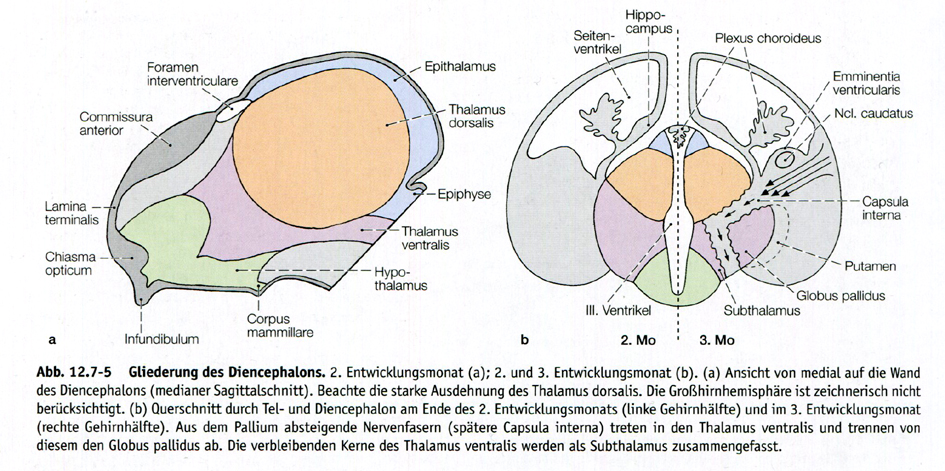 Foramen
interventriculare
Commissura
anterior
Lamina
terminalis
Chiasma
opticum
Infundibulum
Corpus
mammillare
Hypo-
thalamus
Thalamus
ventralis
Epiphyse
Thalamus
dorsalis
Epithalamus
a
Hippo-
campus
Seiten-
ventrikel
Plexus choroideus
Emminentia
ventricularis
Ncl. caudatus
Capsula
interna
Putamen
Globus pallidus
Subthalamus
III. Ventrikel
b
2. Mo
3. Mo
Abb. 12.7-5 Gliederung des Diencephalons. 2. Entwicklungsmonat (a); 2. und 3. Entwicklungsmonat (b). (a) Ansicht von medial auf die Wand
des Diencephalons (medianer Sagittalschnitt). Beachte die starke Ausdehnung des Thalamus dorsalis. Die Großhirnhemisphäre ist zeichnerisch nicht
berücksichtigt. (b) Querschnitt durch Tel- und Diencephalon am Ende des 2. Entwicklungsmonats (linke Gehirnhälfte) und im 3. Entwicklungsmonat
(rechte Gehirnhälfte). Aus dem Pallium absteigende Nervenfasern (spätere Capsula interna) treten in den Thalamus ventralis und trennen von
diesem den Globus pallidus ab. Die verbleibenden Kerne des Thalamus ventralis werden als Subthalamus zusammengefasst.